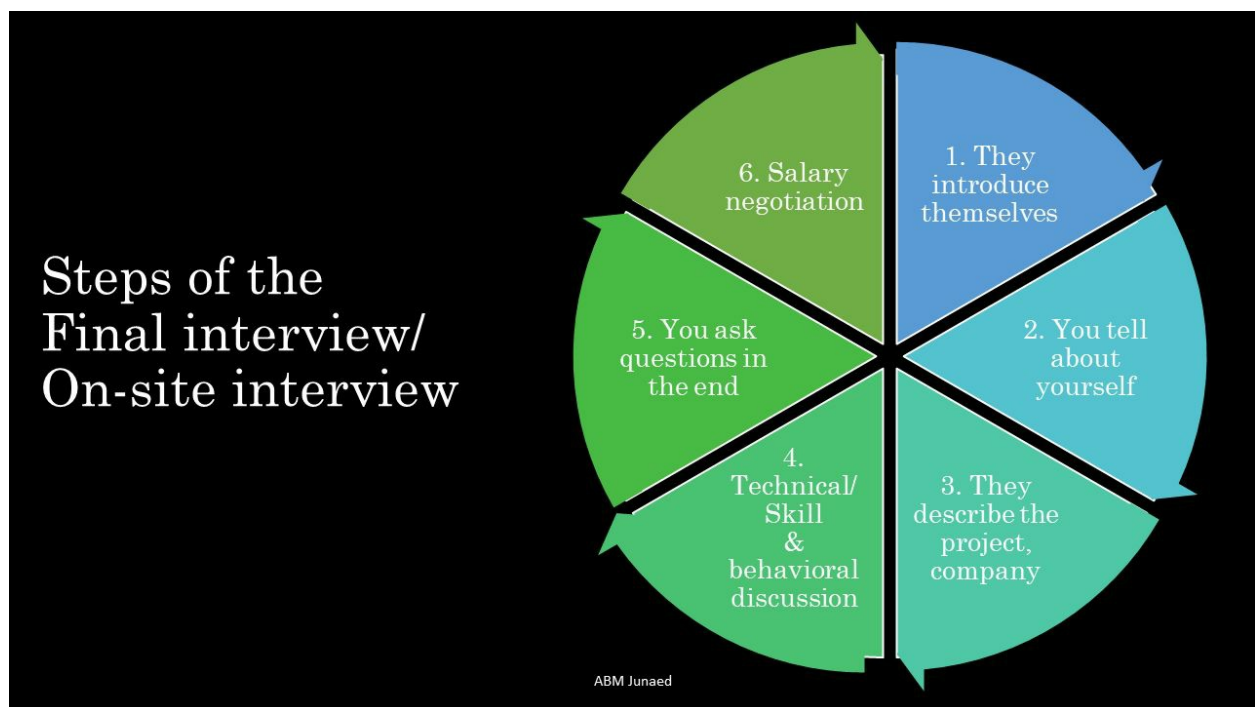 Steps of the
Final interview/
On-site interview
1. They
introduce
themselves
2. You tell
about
yourself
3. They
describe the
project,
company
4.
Technical/
Skill
&
behavioral
discussion
5. You ask
questions in
the end
6. Salary
negotiation
ABM Junaed